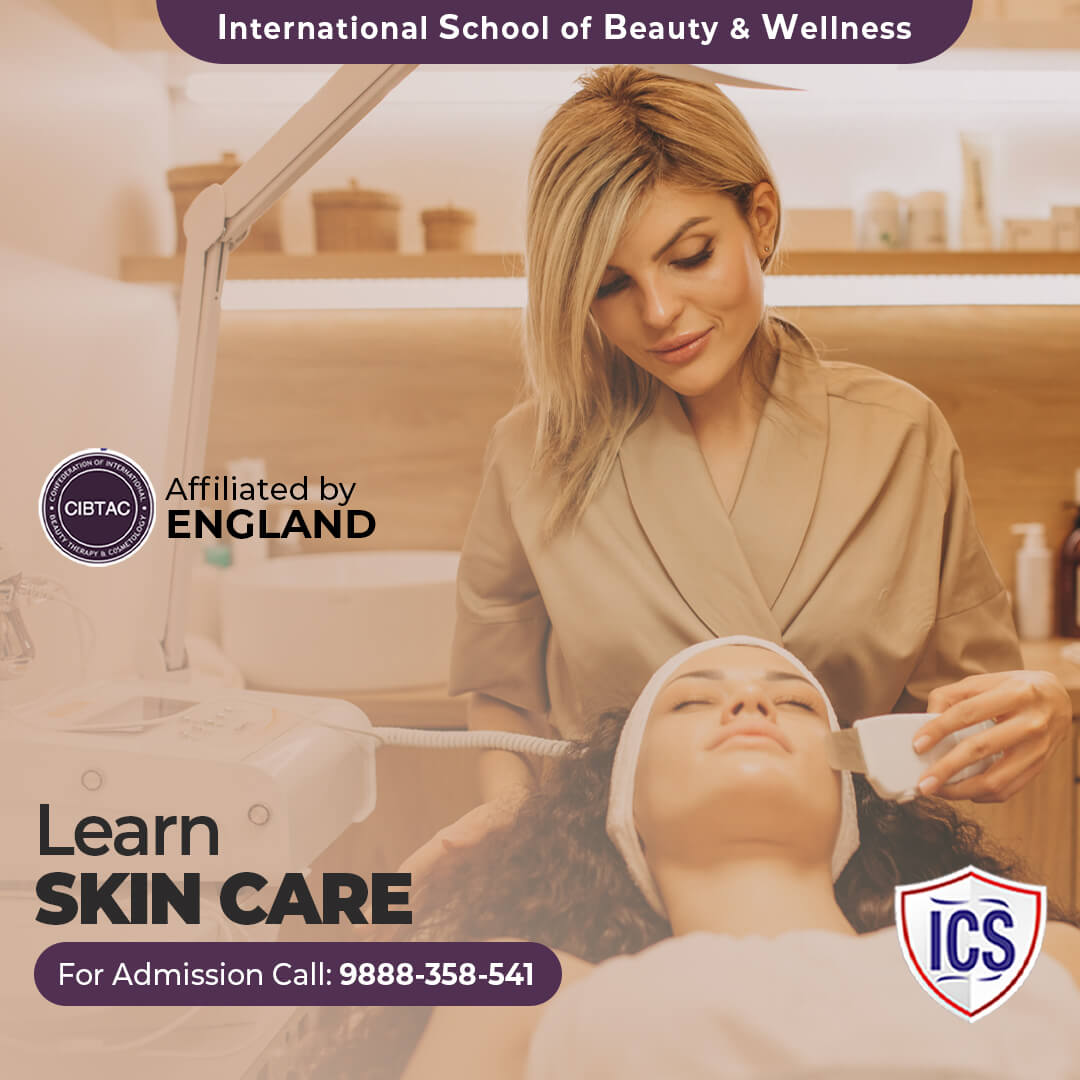 International School of Beauty & Wellness
CONFEDERATION OF INTERNATIONAL
CIBTAC
BEAUTY THERAPY & COSMETOLOGY
Affiliated by
ENGLAND
Learn
SKIN CARE
For Admission Call: 9888-358-541
ICS